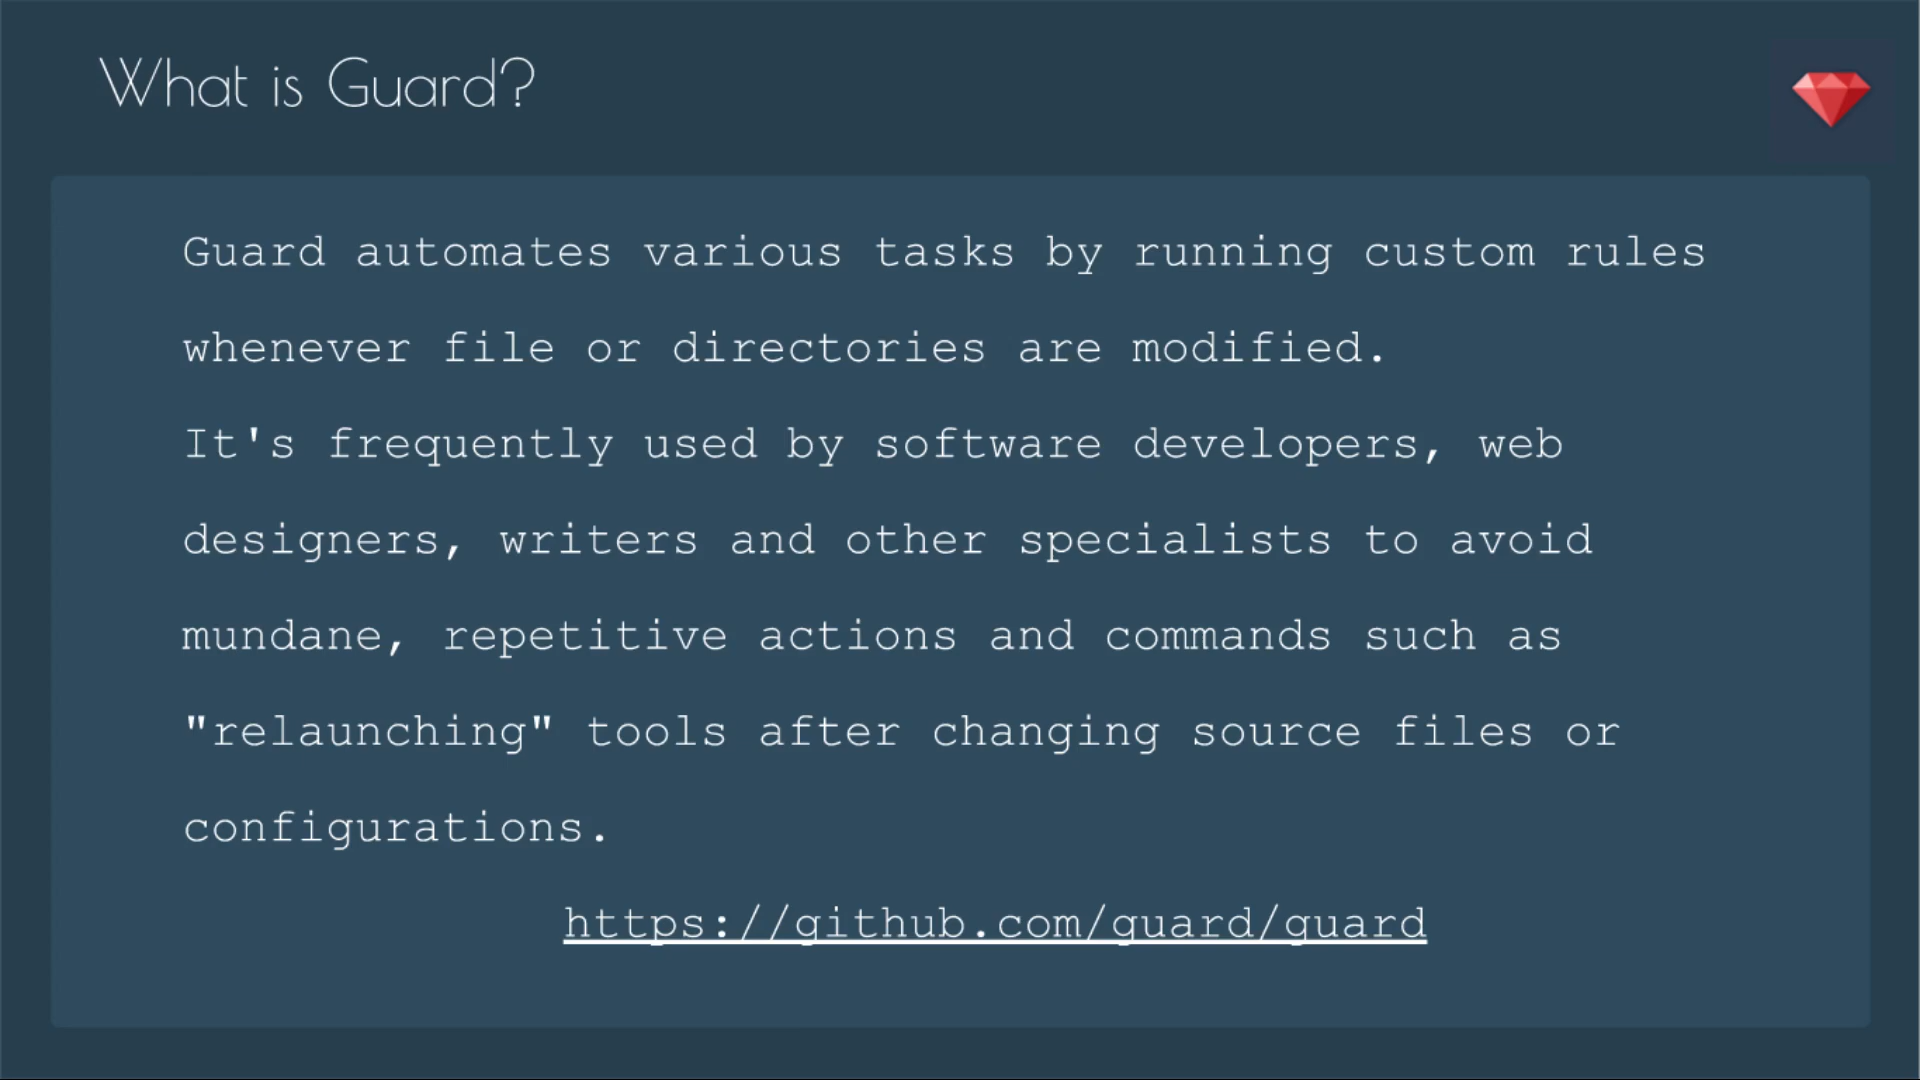 What is Guard?
Guard automates various tasks by running custom rules
whenever file or directories are modified.
It's frequently used by software developers, web
designers, writers and other specialists to avoid
mundane, repetitive actions and commands such as
"relaunching" tools after changing source files or
configurations.
https://github.com/guard/guard